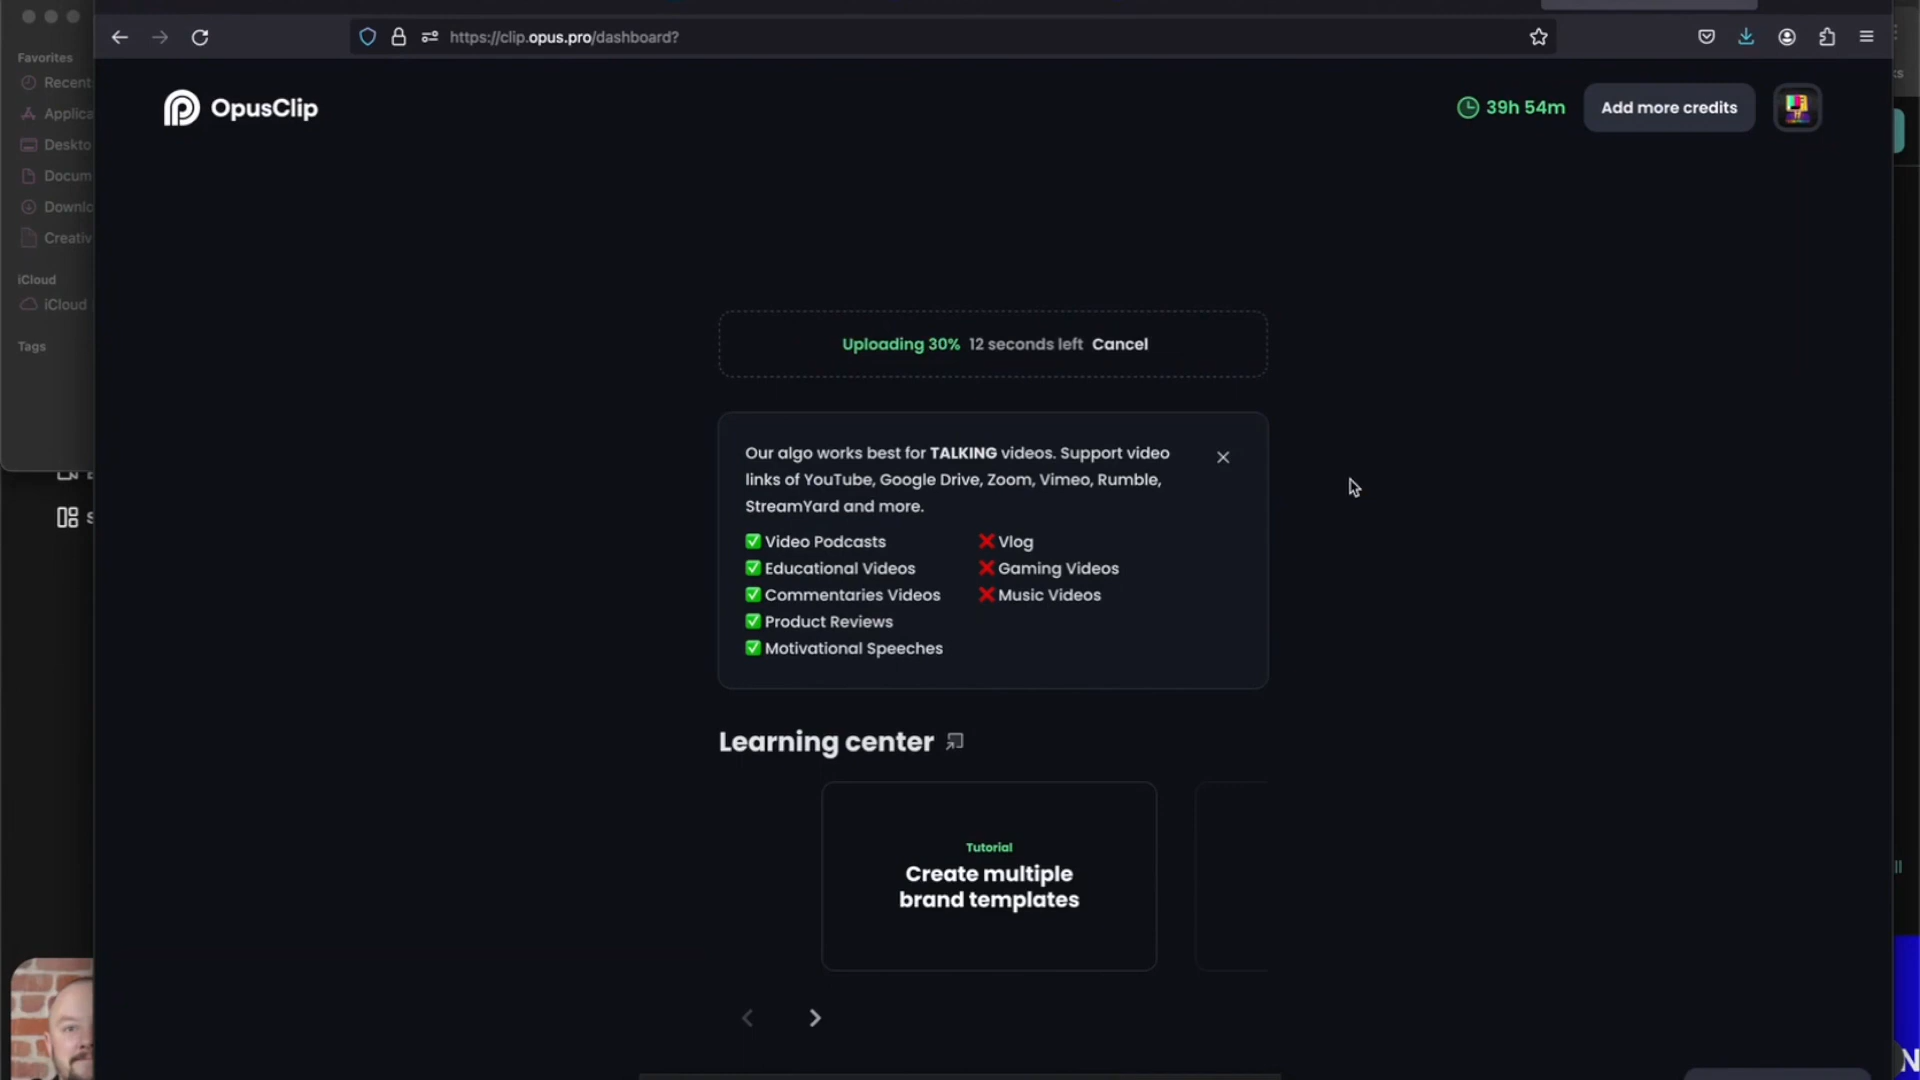 Favorites
Recent
Applica
Deskto
Docum
Downlo
Creativ
iCloud
iCloud
Tags
https://clip.opus.pro/dashboard?
OpusClip
39h 54m
Add more credits
Uploading 30% 12 seconds left Cancel
Our algo works best for TALKING videos. Support video
links of YouTube, Google Drive, Zoom, Vimeo, Rumble,
StreamYard and more.
✅ Video Podcasts
✅ Educational Videos
✅ Commentaries Videos
✅ Product Reviews
✅ Motivational Speeches
❌ Vlog
❌ Gaming Videos
❌ Music Videos
Learning center
Tutorial
Create multiple
brand templates